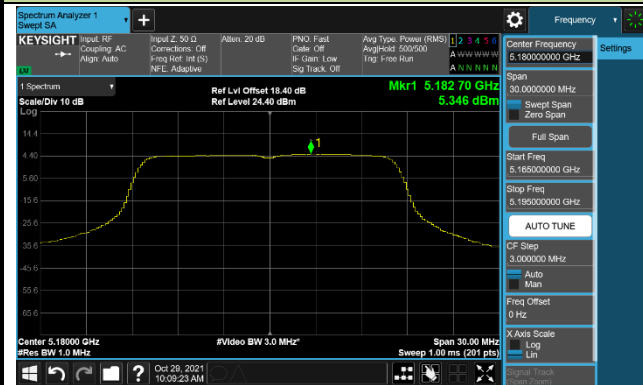 Spectrum Analyzer 1
Swept SA
Frequency
KEYSIGHT Input: RF Input Z: 50 Ω Atten: 20 dB PNO: Fast Avg Type: Power (RMS) 1 2 3 4 5 6
Coupling: AC Corrections: Off Gate: Off Avg|Hold: 500/500 A W W W W W
Align: Auto Freq Ref: Int (S) IF Gain: Low Trig: Free Run
NFE: Adaptive Sig Track: Off A N N N N N
1 Spectrum
Scale/Div 10 dB
Log
Ref Lvl Offset 18.40 dB
Ref Level 24.40 dBm
Mkr1 5.182 70 GHz
5.346 dBm
1
14.4
4.40
-5.60
-15.6
-25.6
-35.6
-45.6
-55.6
-65.6
Center 5.18000 GHz #Video BW 3.0 MHz* Span 30.00 MHz
#Res BW 1.0 MHz Sweep 1.00 ms (201 pts)
Center Frequency
5.180000000 GHz
Settings
Span
30.0000000 MHz
Swept Span
Zero Span
Full Span
Start Freq
5.165000000 GHz
Stop Freq
5.195000000 GHz
AUTO TUNE
CF Step
3.000000 MHz
Auto
Man
Freq Offset
0 Hz
X Axis Scale
Log
Lin
Signal Track
(Span Zoom)
Oct 29, 2021
10:09:23 AM